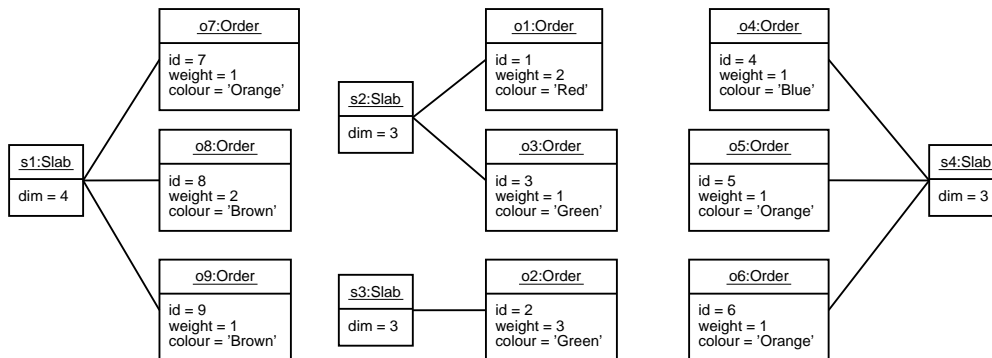 o7:Order
id = 7
weight = 1
colour = 'Orange'
s1:Slab
dim = 4
o8:Order
id = 8
weight = 2
colour = 'Brown'
o9:Order
id = 9
weight = 1
colour = 'Brown'
o1:Order
id = 1
weight = 2
colour = 'Red'
s2:Slab
dim = 3
o3:Order
id = 3
weight = 1
colour = 'Green'
s3:Slab
dim = 3
o2:Order
id = 2
weight = 3
colour = 'Green'
o4:Order
id = 4
weight = 1
colour = 'Blue'
o5:Order
id = 5
weight = 1
colour = 'Orange'
s4:Slab
dim = 3
o6:Order
id = 6
weight = 1
colour = 'Orange'